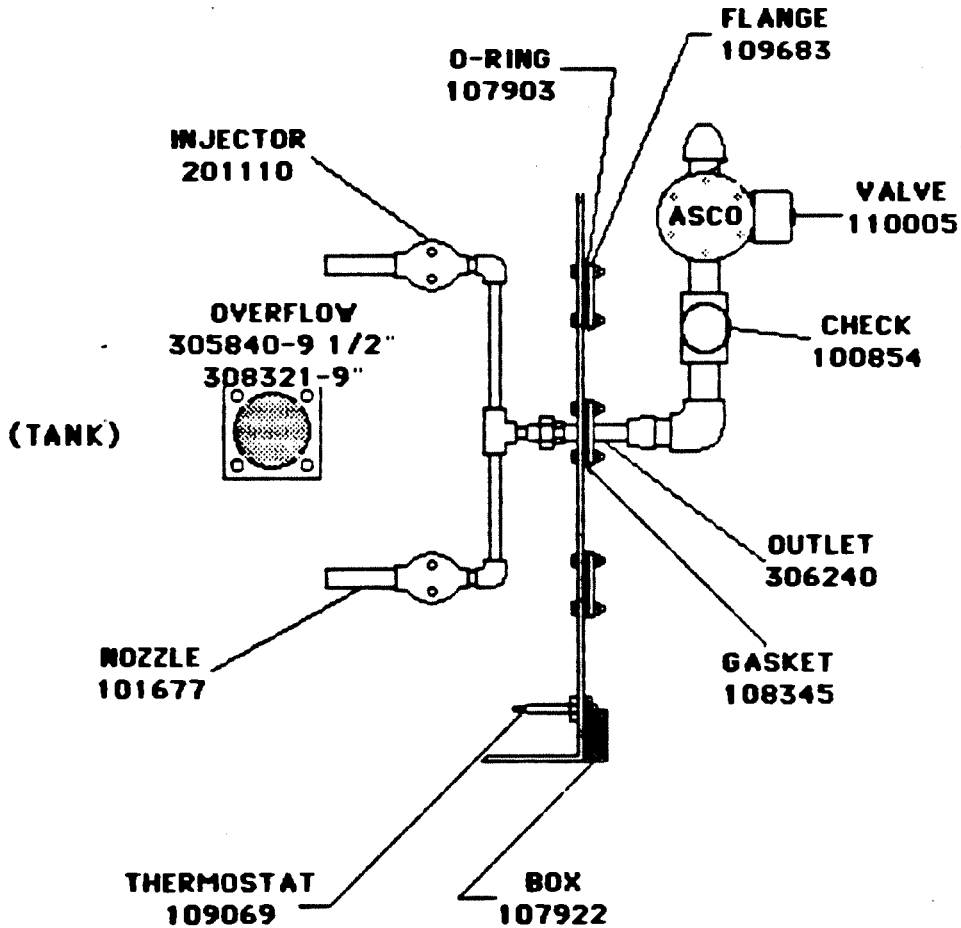 FLANGE
109683
O-RING
107903
INJECTOR
201110
ASCO
VALVE
110005
OVERFLOW
305840-9 1/2"
308321-9"
CHECK
100854
(TANK)
OUTLET
306240
NOZZLE
101677
GASKET
108345
THERMOSTAT
109069
BOX
107922